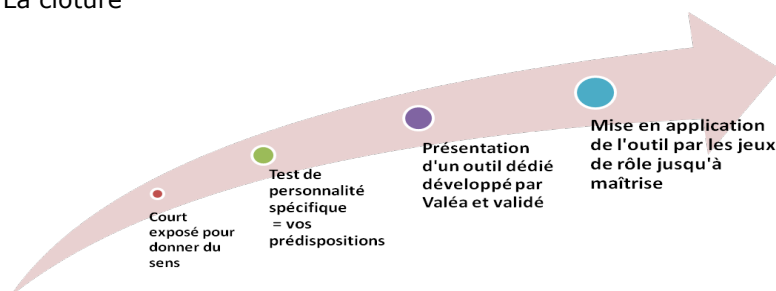 La clôture
Court
exposé pour
donner du
sens
Test de
personnalité
spécifique
= vos
prédispositions
Présentation
d'un outil dédié
développé par
Valéa et validé
Mise en application
de l'outil par les jeux
de rôle jusqu'à
maîtrise